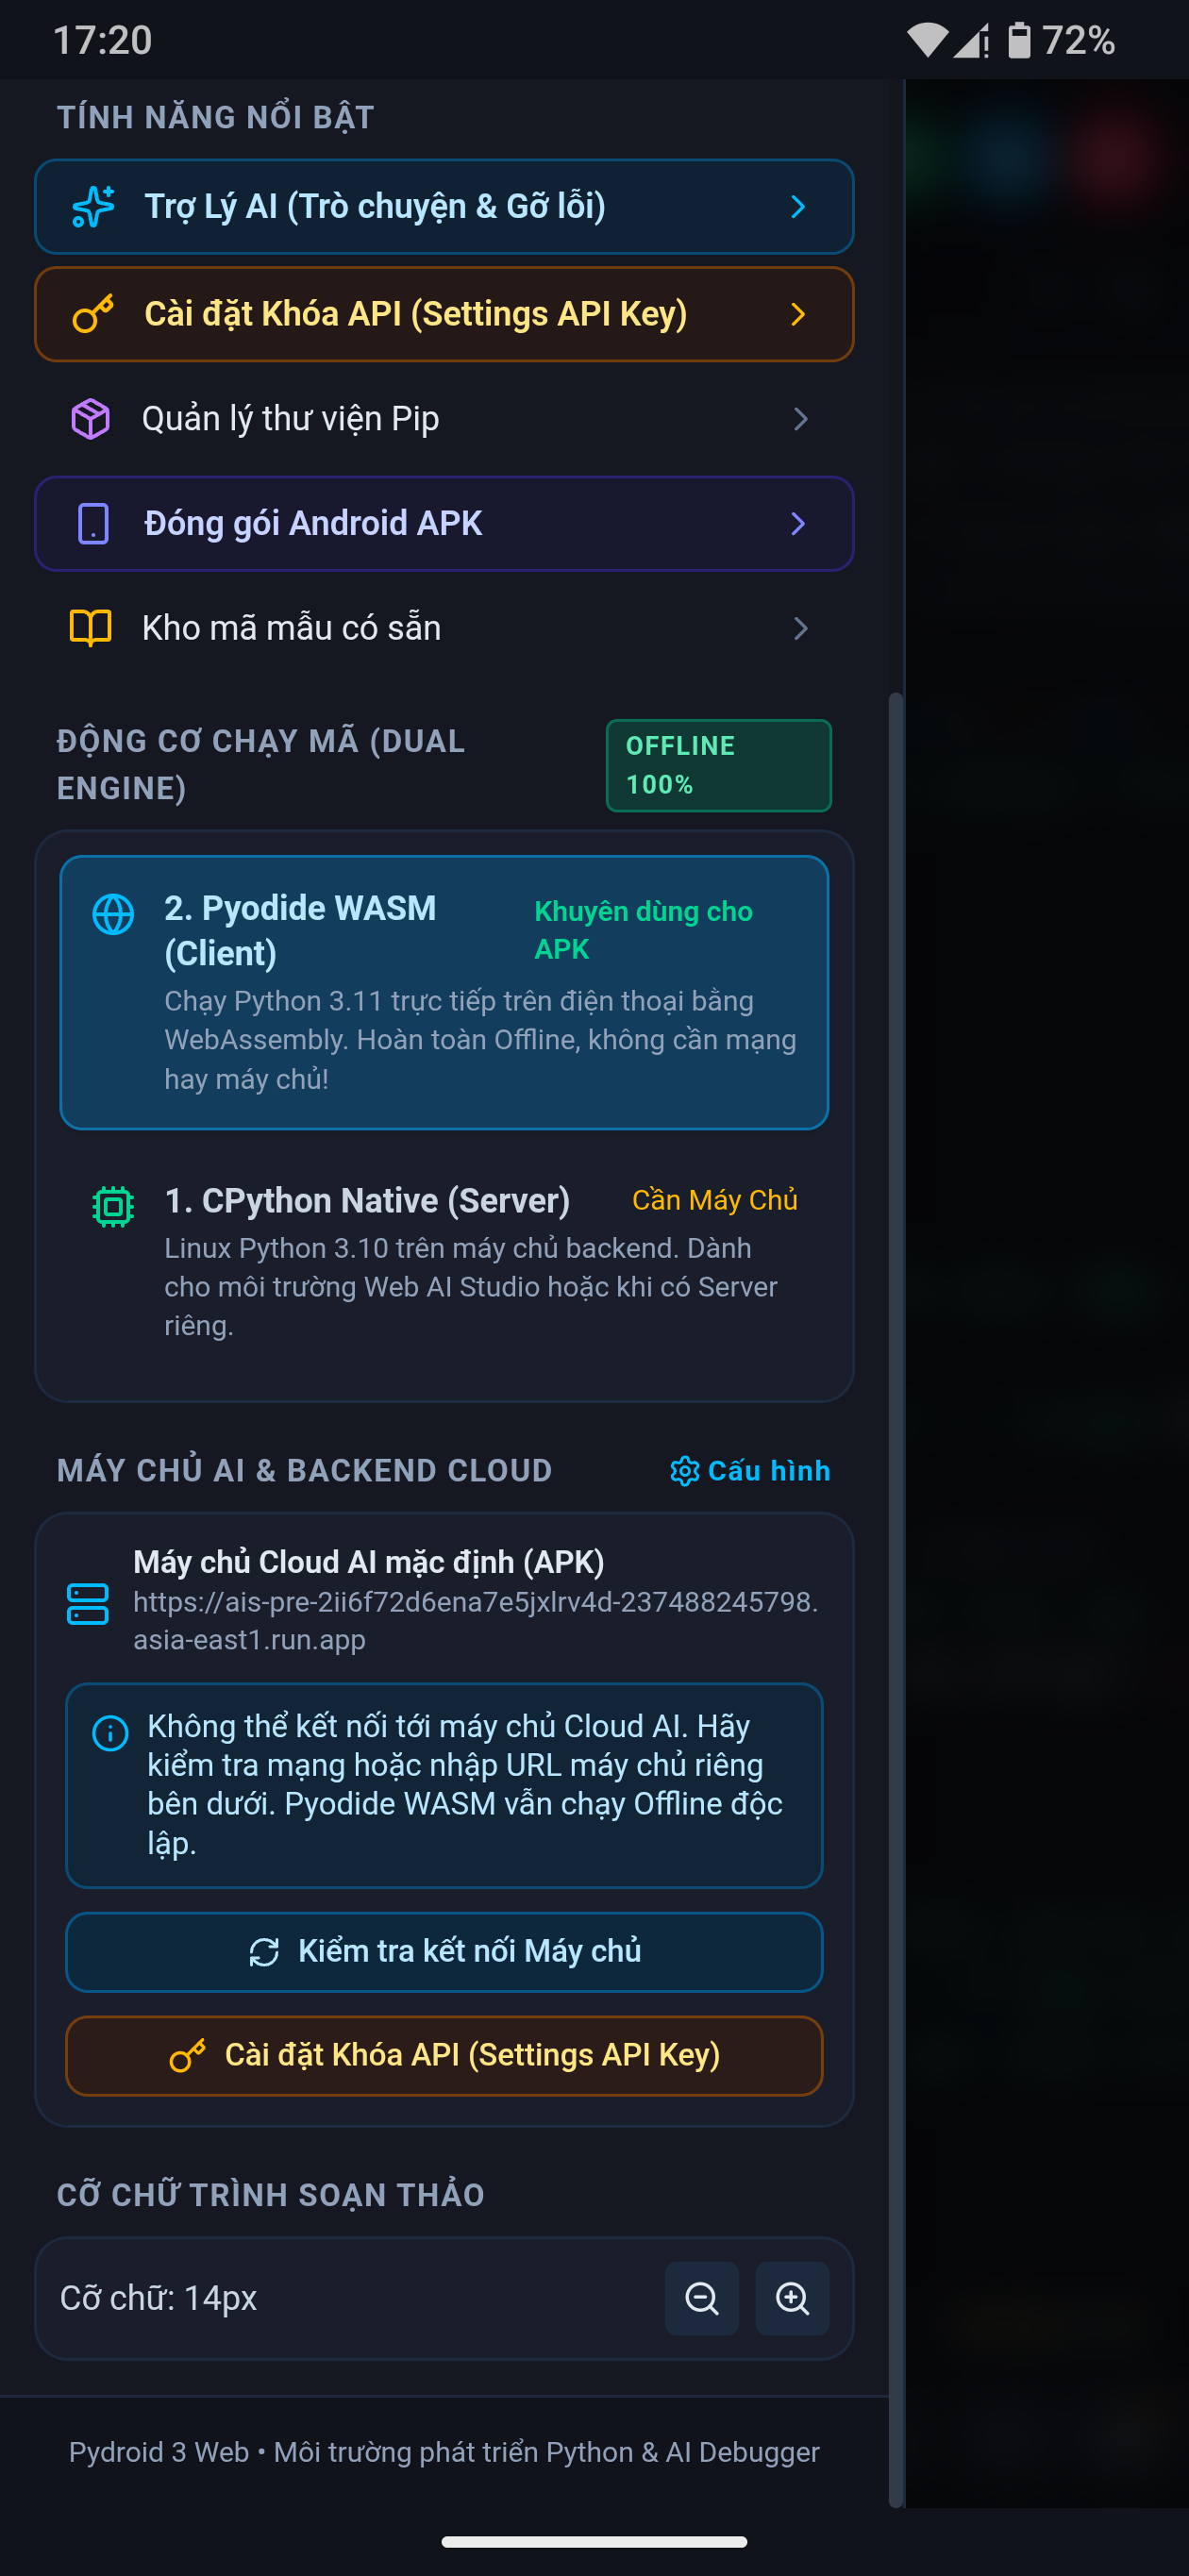 17:20
72%
TÍNH NĂNG NỔI BẬT
Trợ Lý AI (Trò chuyện & Gỡ lỗi)
Cài đặt Khóa API (Settings API Key)
Quản lý thư viện Pip
Đóng gói Android APK
Kho mã mẫu có sẵn
ĐỘNG CƠ CHẠY MÃ (DUAL
ENGINE)
OFFLINE
100%
2. Pyodide WASM
(Client)
Khuyên dùng cho
APK
Chạy Python 3.11 trực tiếp trên điện thoại bằng
WebAssembly. Hoàn toàn Offline, không cần mạng
hay máy chủ!
1. CPython Native (Server)
Cần Máy Chủ
Linux Python 3.10 trên máy chủ backend. Dành
cho môi trường Web AI Studio hoặc khi có Server
riêng.
MÁY CHỦ AI & BACKEND CLOUD
Cấu hình
Máy chủ Cloud AI mặc định (APK)
https://ais-pre-2ii6f72d6ena7e5jxlrv4d-237488245798.
asia-east1.run.app
Không thể kết nối tới máy chủ Cloud AI. Hãy
kiểm tra mạng hoặc nhập URL máy chủ riêng
bên dưới. Pyodide WASM vẫn chạy Offline độc
lập.
Kiểm tra kết nối Máy chủ
Cài đặt Khóa API (Settings API Key)
CỠ CHỮ TRÌNH SOẠN THẢO
Cỡ chữ: 14px
Pydroid 3 Web • Môi trường phát triển Python & AI Debugger